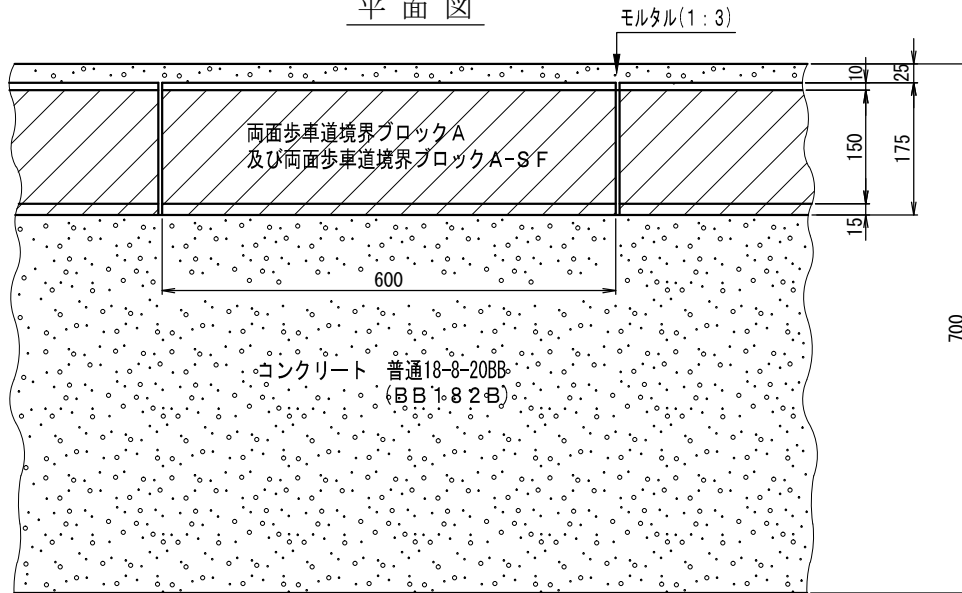 平面図
モルタル(1:3)
10
25
両面歩車道境界ブロックA
及び両面歩車道境界ブロックA-SF
150
175
15
600
700
コンクリート 普通18-8-20BB
(BB182B)